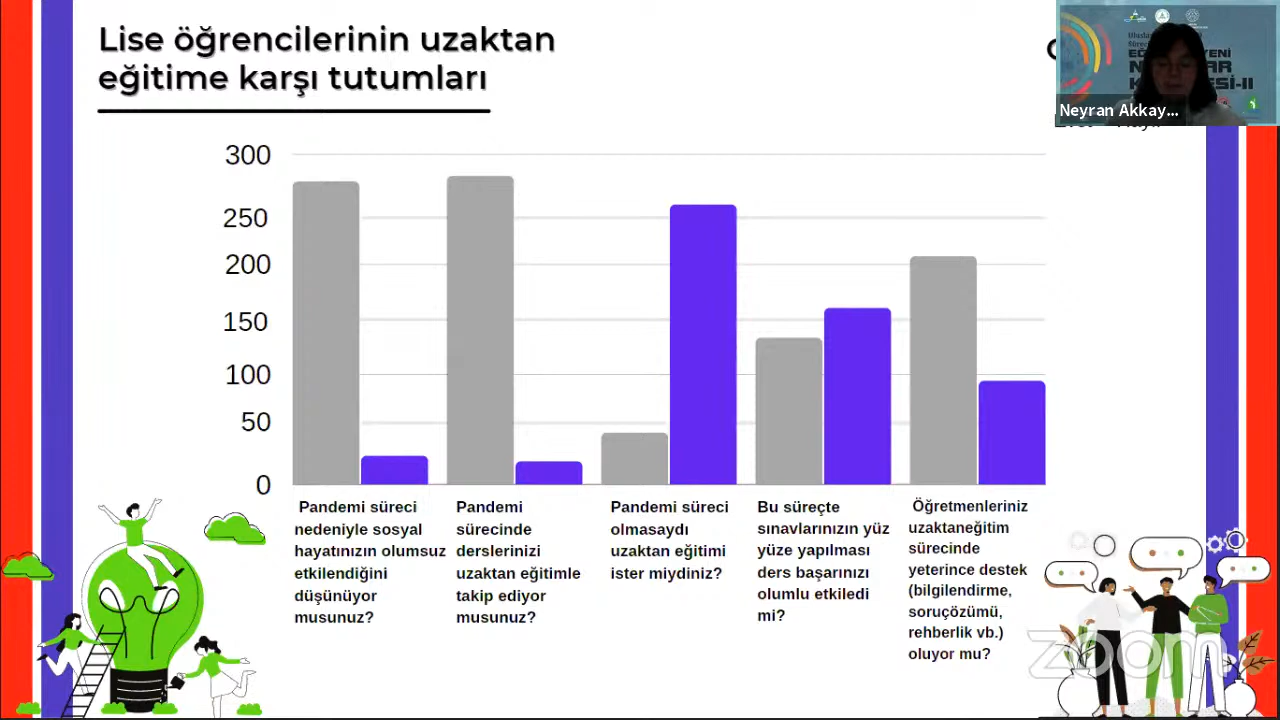 Lise öğrencilerinin uzaktan
eğitime karşı tutumları
Neyran Akkay...
300
250
200
150
100
50
0
Pandemi süreci
nedeniyle sosyal
hayatınızın olumsuz
etkilendiğini
düşünüyor
musunuz?
Pandemi
sürecinde
derslerinizi
uzaktan eğitimle
takip ediyor
musunuz?
Pandemi süreci
olmasaydı
uzaktan eğitimi
ister miydiniz?
Bu süreçte
sınavlarınızın yüz
yüze yapılması
ders başarınızı
olumlu etkiledi
mi?
Öğretmenleriniz
uzaktaneğitim
sürecinde
yeterince destek
(bilgilendirme,
soruçözümü,
rehberlik vb.)
oluyor mu?
zoom